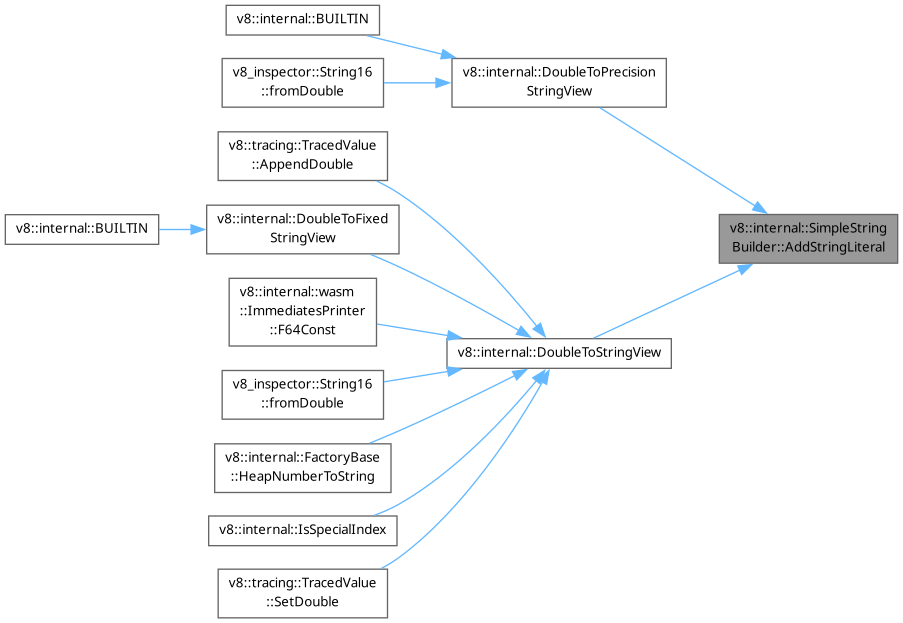 v8::internal::BUILTIN
v8_inspector::String16
::fromDouble
v8::internal::DoubleToPrecision
StringView
v8::tracing::TracedValue
::AppendDouble
v8::internal::BUILTIN
v8::internal::DoubleToFixed
StringView
v8::internal::SimpleString
Builder::AddStringLiteral
v8::internal::wasm
::ImmediatesPrinter
::F64Const
v8::internal::DoubleToStringView
v8_inspector::String16
::fromDouble
v8::internal::FactoryBase
::HeapNumberToString
v8::internal::IsSpecialIndex
v8::tracing::TracedValue
::SetDouble